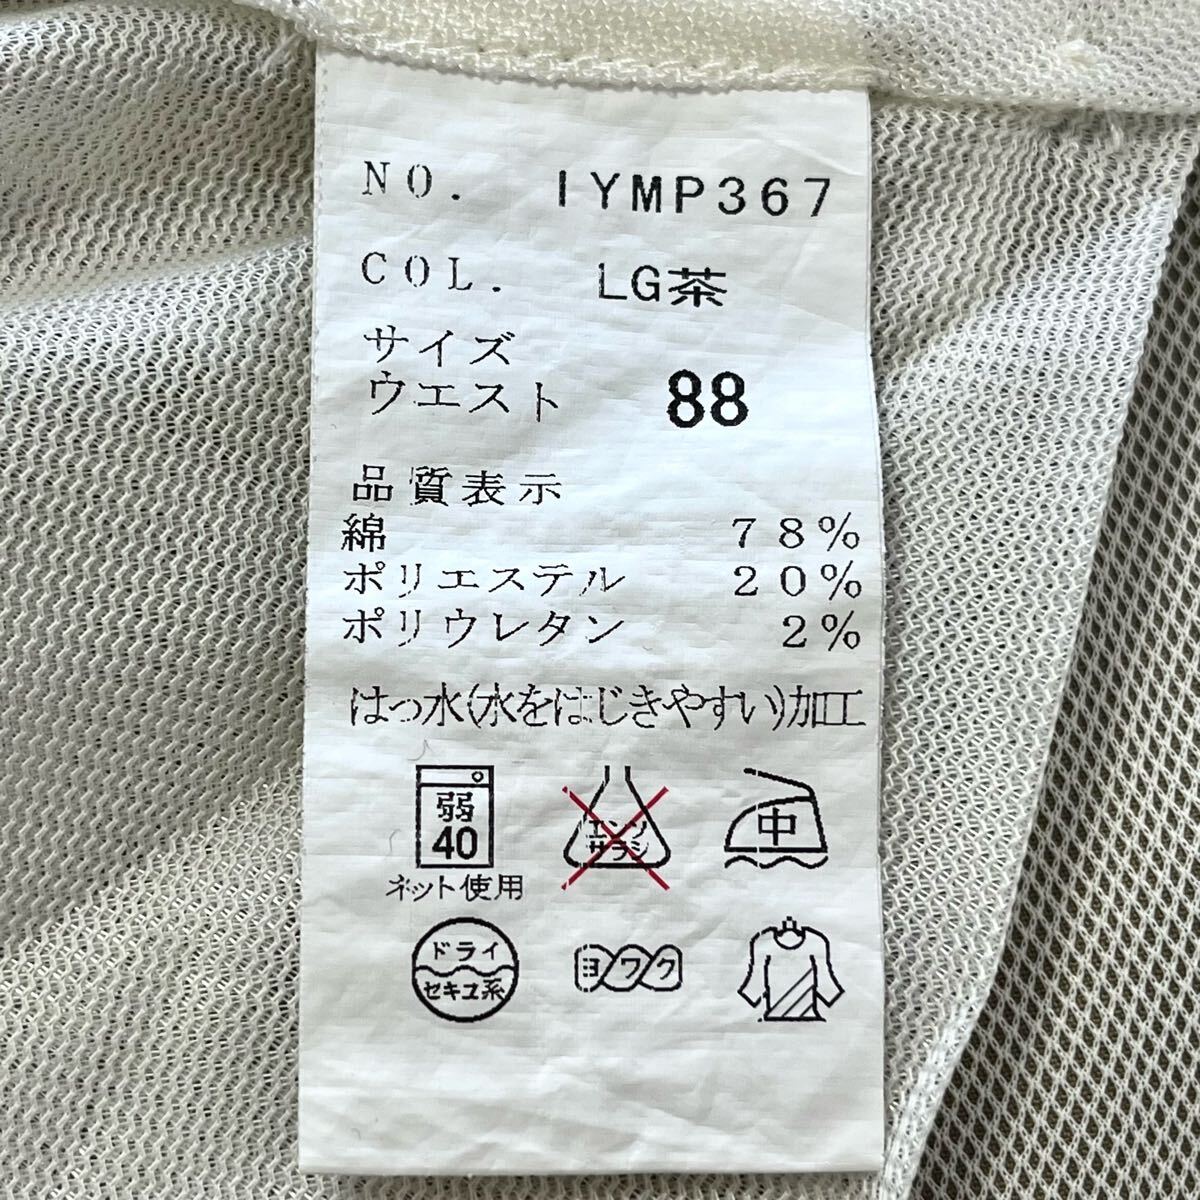 NO. IYMP367
COL. LG茶
サイズ
ウエスト 88
品質表示
綿 78%
ポリエステル 20%
ポリウレタン 2%
はっ水(水をはじきやすい)加工
弱
40
ネット使用
エンソ
サラシ
中
ドライ
セキユ系
ヨワク